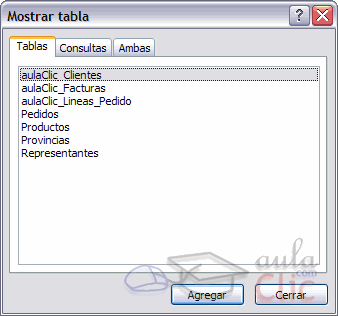 Mostrar tabla
?
Tablas Consultas Ambas
aulaClic_Clientes
aulaClic_Facturas
aulaClic_Lineas_Pedido
Pedidos
Productos
Provincias
Representantes
aula
.com
Clic
Agregar Cerrar